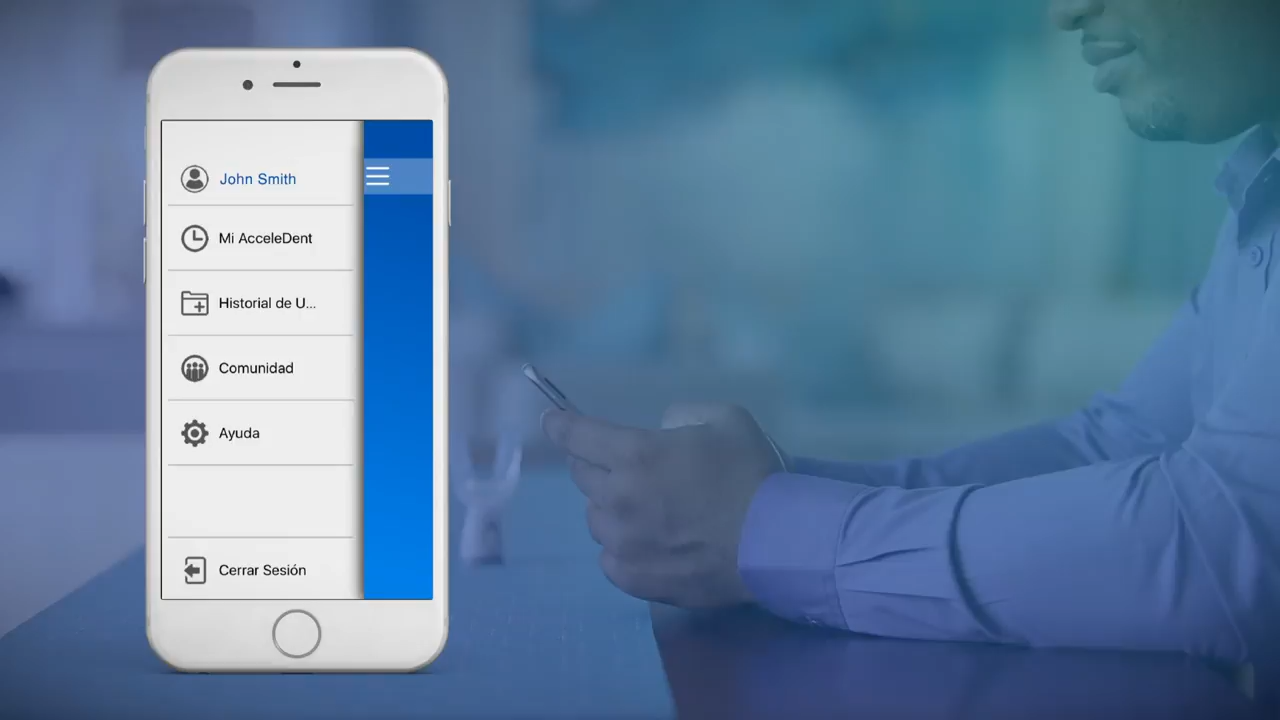 John Smith
Mi AcceleDent
Historial de U...
Comunidad
Ayuda
Cerrar Sesión